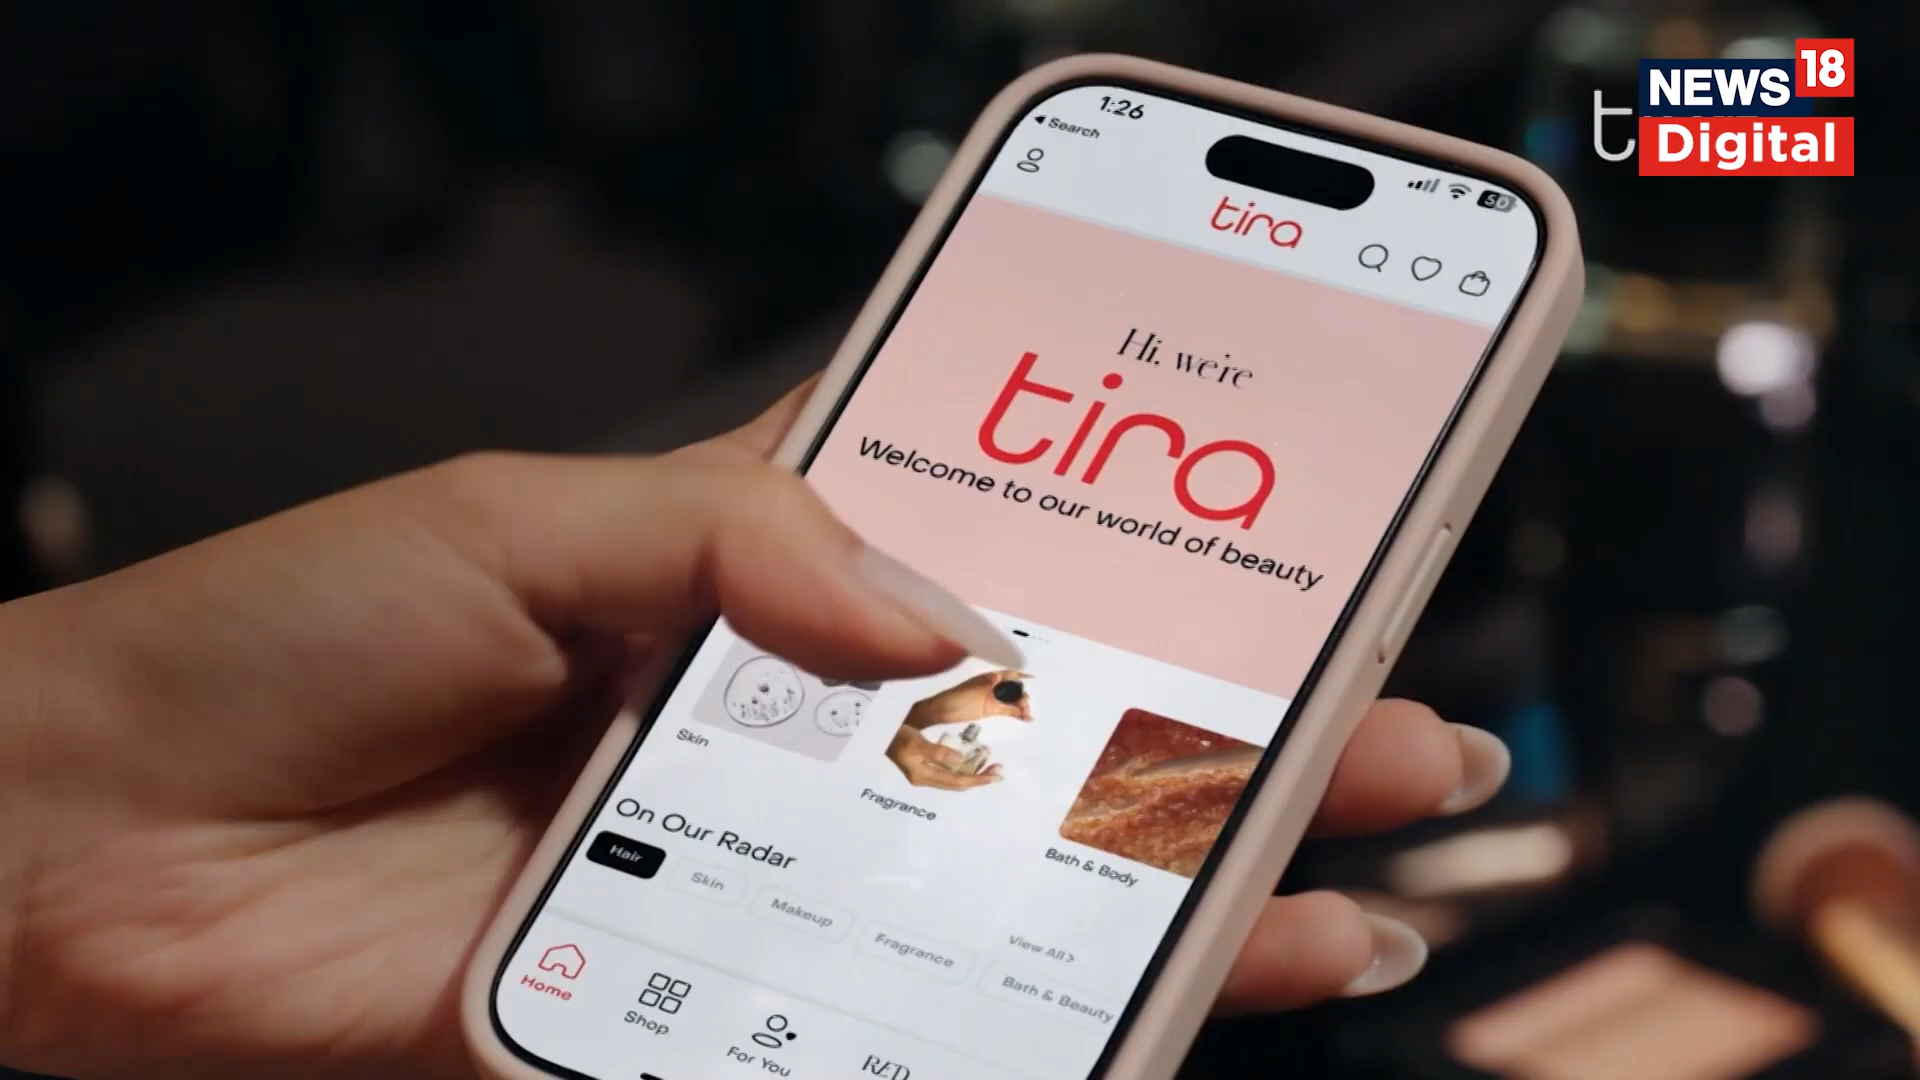 NEWS 18
Digital
t
1:26
Search
50
tira
Hi, we're
tira
Welcome to our world of beauty
Skin
Fragrance
Bath & Body
On Our Radar
View All >
Hair
Skin
Makeup
Fragrance
Bath & Beauty
Home
Shop
For You
RED